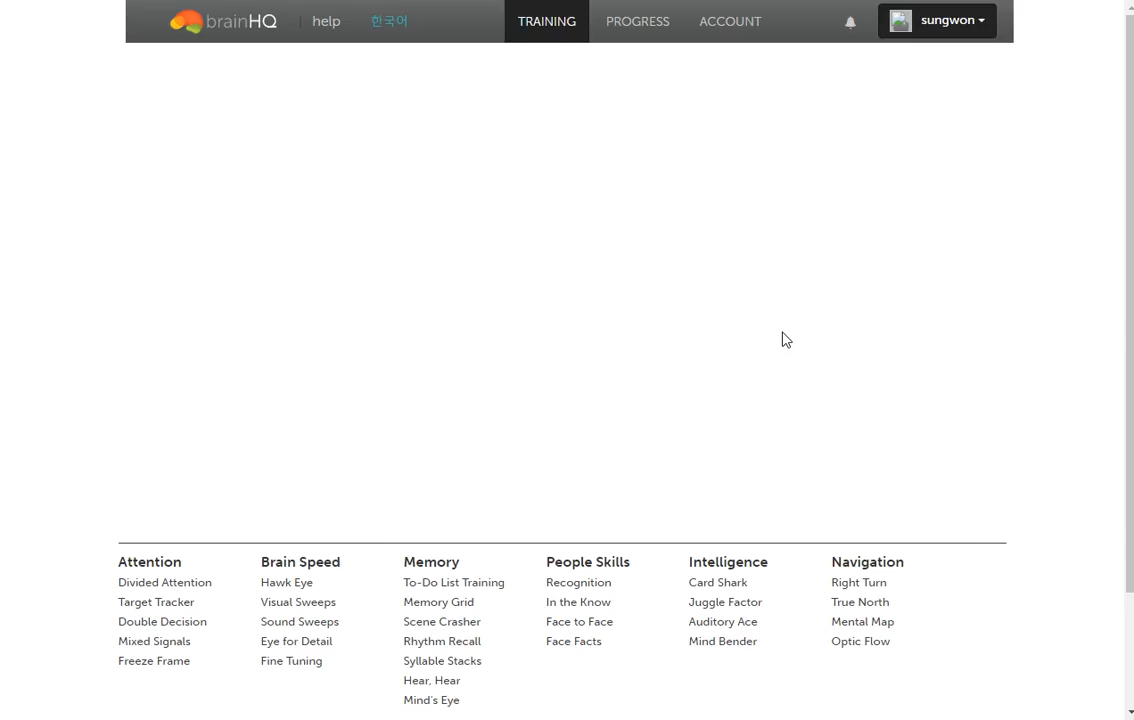 brainHQ | help 한국어 TRAINING PROGRESS ACCOUNT sungwon
Attention Brain Speed Memory People Skills Intelligence Navigation
Divided Attention Hawk Eye To-Do List Training Recognition Card Shark Right Turn
Target Tracker Visual Sweeps Memory Grid In the Know Juggle Factor True North
Double Decision Sound Sweeps Scene Crasher Face to Face Auditory Ace Mental Map
Mixed Signals Eye for Detail Rhythm Recall Face Facts Mind Bender Optic Flow
Freeze Frame Fine Tuning Syllable Stacks
Hear, Hear
Mind's Eye